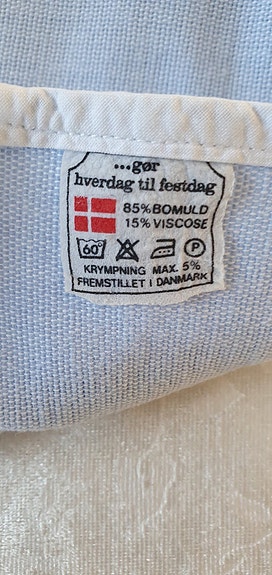 ...gør
hverdag til festdag
85% BOMULD
15% VISCOSE
60° P
KRYMPNING MAX. 5%
FREMSTILLET I DANMARK